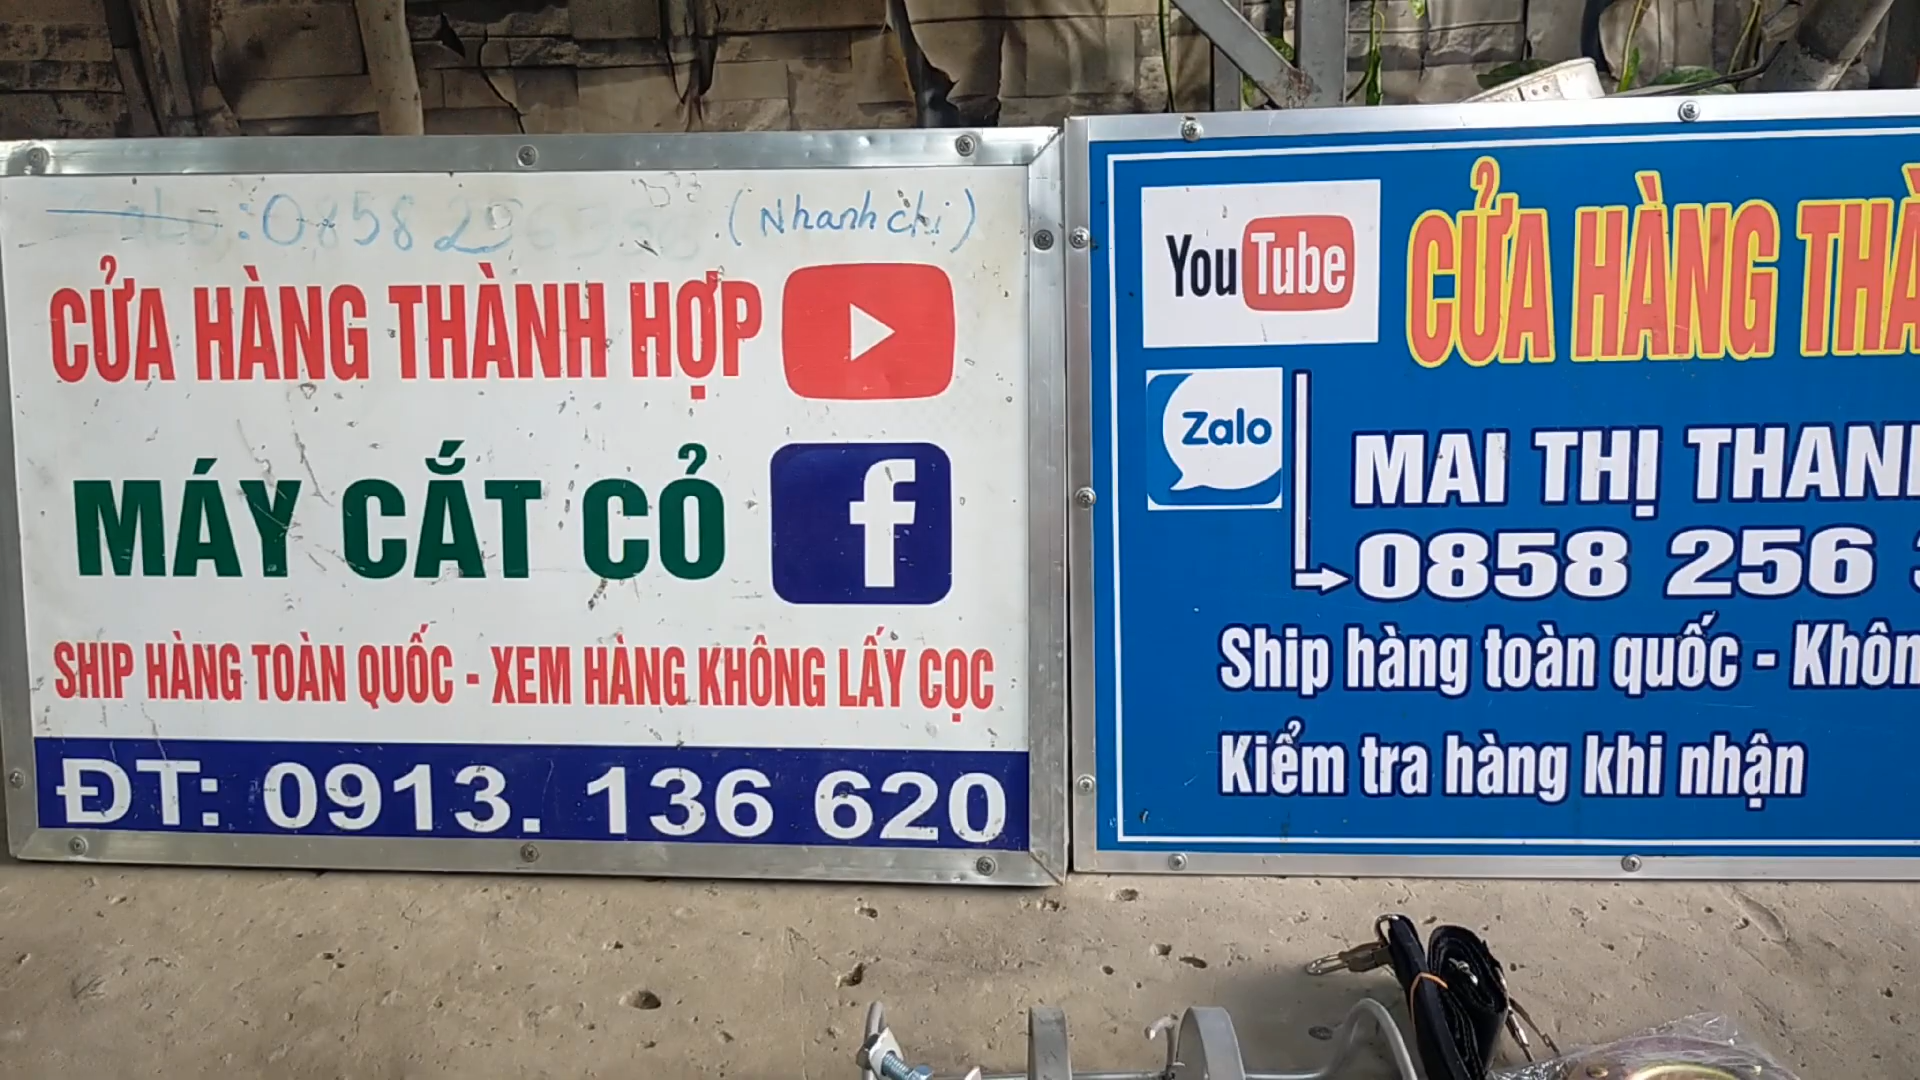 : 0858 2 (Nhanh chị)
CỬA HÀNG THÀNH HỢP
MÁY CẮT CỎ
f
SHIP HÀNG TOÀN QUỐC - XEM HÀNG KHÔNG LẤY CỌC
ĐT: 0913. 136 620
YouTube
CỬA HÀNG THÀ
Zalo
MAI THỊ THAN
0858 256
Ship hàng toàn quốc - Khôn
Kiểm tra hàng khi nhận